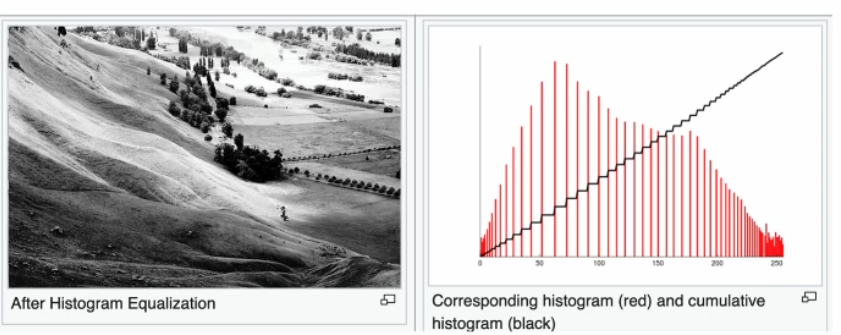 After Histogram Equalization
0 50 100 150 200 250
Corresponding histogram (red) and cumulative
histogram (black)